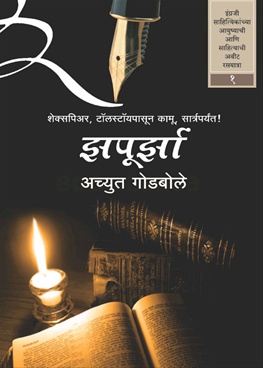 इंग्रजी
साहित्यिकांच्या
आयुष्याची
आणि
साहित्याची
अवीट
रसयात्रा
१
शेक्सपिअर, टॉलस्टॉयपासून कामू, सार्त्रपर्यंत!
झपूर्झा
अच्युत गोडबोले